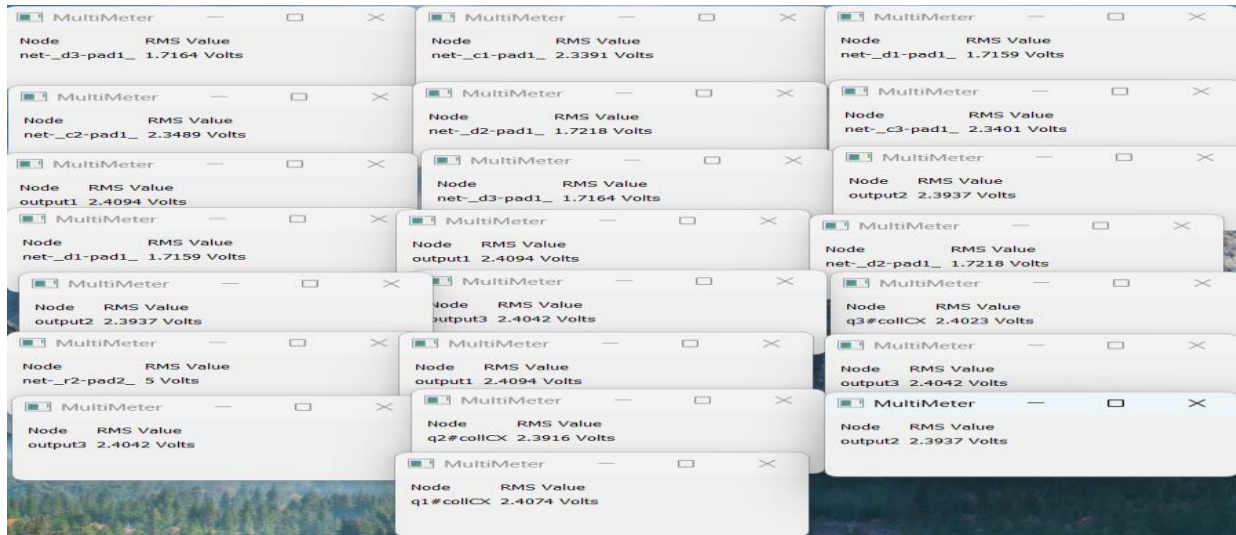 MultiMeter
Node RMS Value
net-_d3-pad1_ 1.7164 Volts
MultiMeter
Node RMS Value
net-_c1-pad1_ 2.3391 Volts
MultiMeter
Node RMS Value
net-_d1-pad1_ 1.7159 Volts
MultiMeter
Node RMS Value
net-_c2-pad1_ 2.3489 Volts
MultiMeter
Node RMS Value
net-_d2-pad1_ 1.7218 Volts
MultiMeter
Node RMS Value
net-_c3-pad1_ 2.3401 Volts
MultiMeter
Node RMS Value
output1 2.4094 Volts
MultiMeter
Node RMS Value
net-_d3-pad1_ 1.7164 Volts
MultiMeter
Node RMS Value
output2 2.3937 Volts
MultiMeter
Node RMS Value
net-_d1-pad1_ 1.7159 Volts
MultiMeter
Node RMS Value
output1 2.4094 Volts
MultiMeter
Node RMS Value
net-_d2-pad1_ 1.7218 Volts
MultiMeter
Node RMS Value
output2 2.3937 Volts
MultiMeter
Node RMS Value
output3 2.4042 Volts
MultiMeter
Node RMS Value
q3#collCX 2.4023 Volts
MultiMeter
Node RMS Value
net-_r2-pad2_ 5 Volts
MultiMeter
Node RMS Value
output1 2.4094 Volts
MultiMeter
Node RMS Value
output3 2.4042 Volts
MultiMeter
Node RMS Value
output3 2.4042 Volts
MultiMeter
Node RMS Value
q2#collCX 2.3916 Volts
MultiMeter
Node RMS Value
output2 2.3937 Volts
MultiMeter
Node RMS Value
q1#collCX 2.4074 Volts